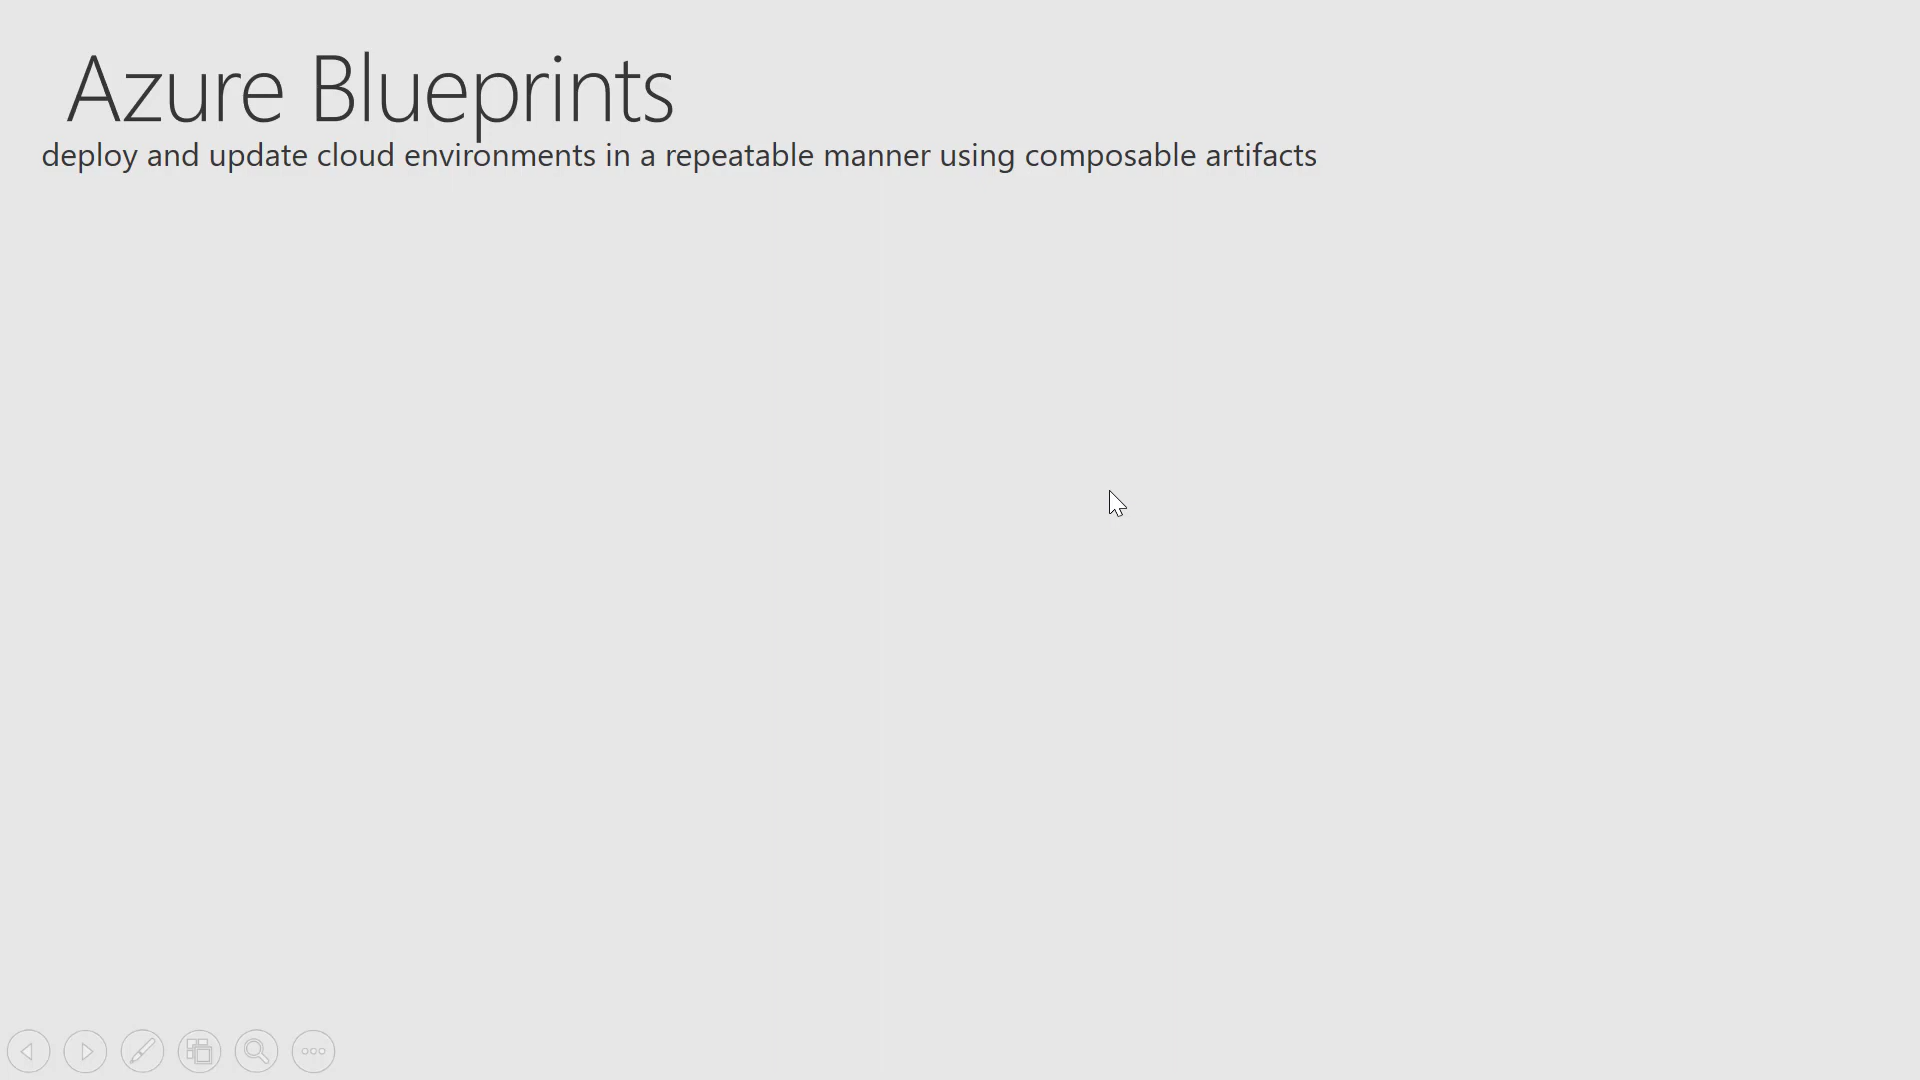 Azure Blueprints
deploy and update cloud environments in a repeatable manner using composable artifacts